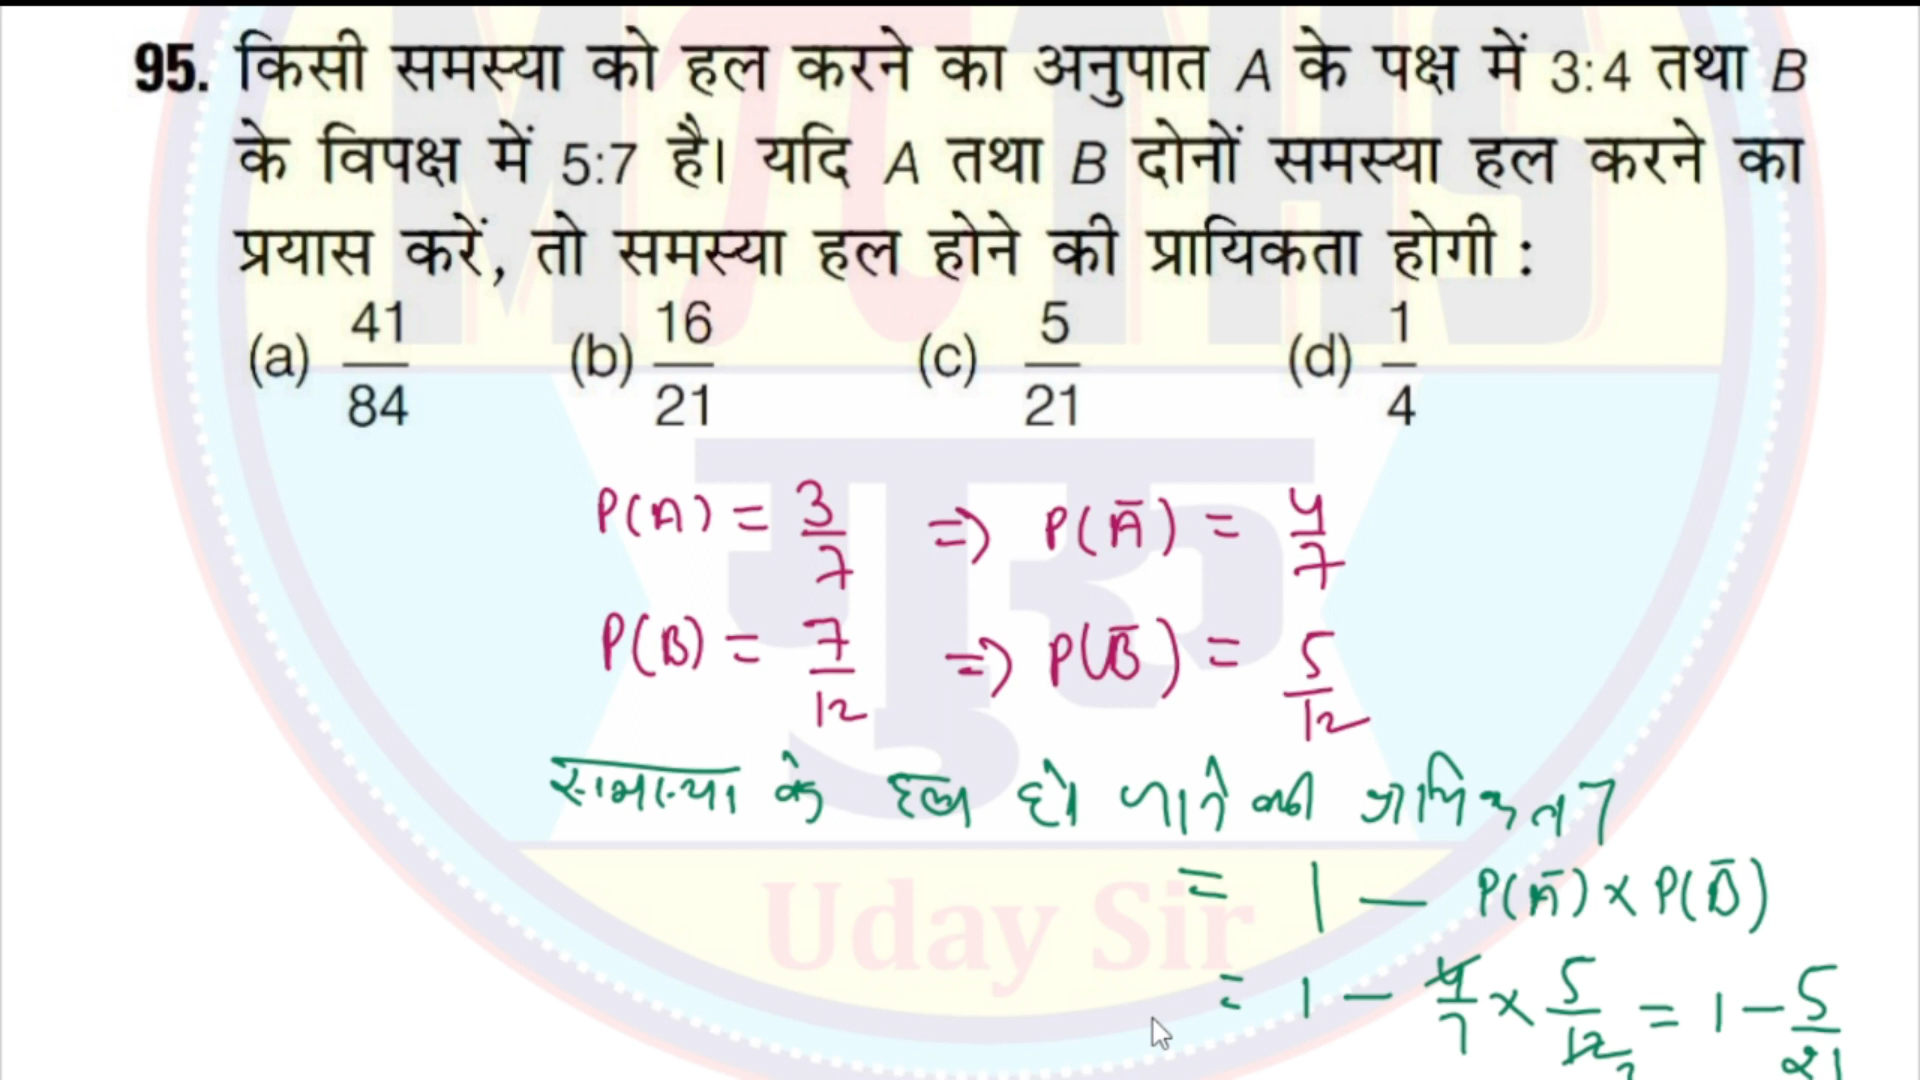 95. किसी समस्या को हल करने का अनुपात A के पक्ष में 3:4 तथा B
के विपक्ष में 5:7 है। यदि A तथा B दोनों समस्या हल करने का
प्रयास करें, तो समस्या हल होने की प्रायिकता होगी :
(a) 41/84 (b) 16/21 (c) 5/21 (d) 1/4
P(A) = 3/7 => P(Ā) = 4/7
P(B) = 7/12 => P(B̄) = 5/12
समस्या के हल हो जाने की प्रायिकता
= 1 - P(Ā) × P(B̄)
= 1 - 4/7 × 5/12 = 1 - 5/21
MATHS
गुरु
Uday Sir